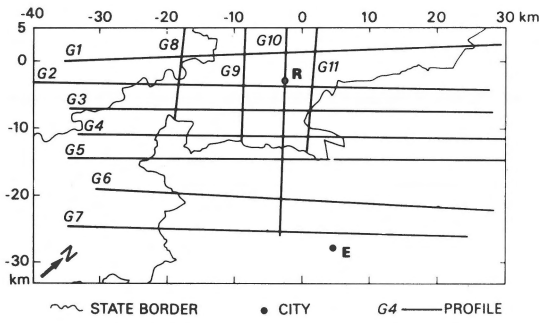 -40 -30 -20 -10 0 10 20 30 km
5
G1 G8 G10
0
G2 G9 R G11
G3
-10
G4
G5
-20
G6
G7
-30
E
km
N
STATE BORDER CITY G4 PROFILE